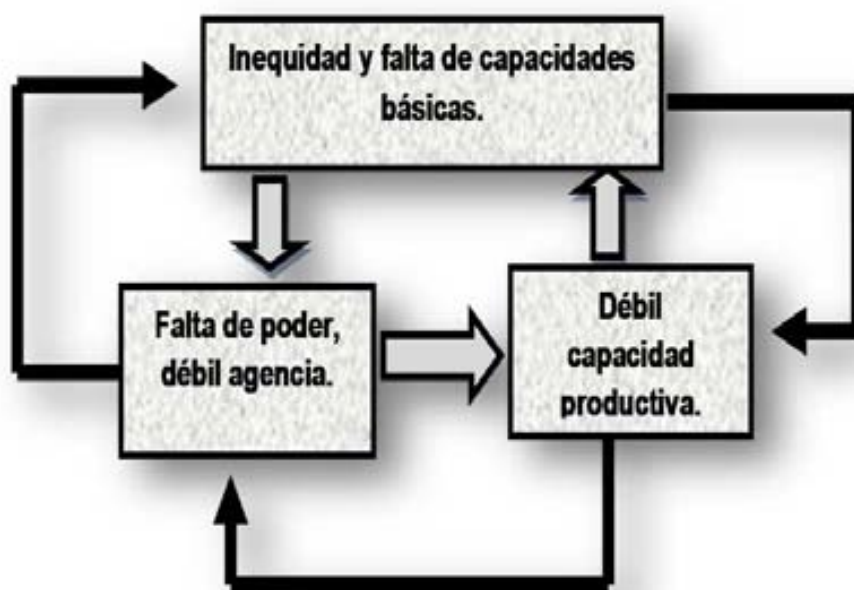 Inequidad y falta de capacidades
básicas.
Falta de poder,
débil agencia.
Débil
capacidad
productiva.